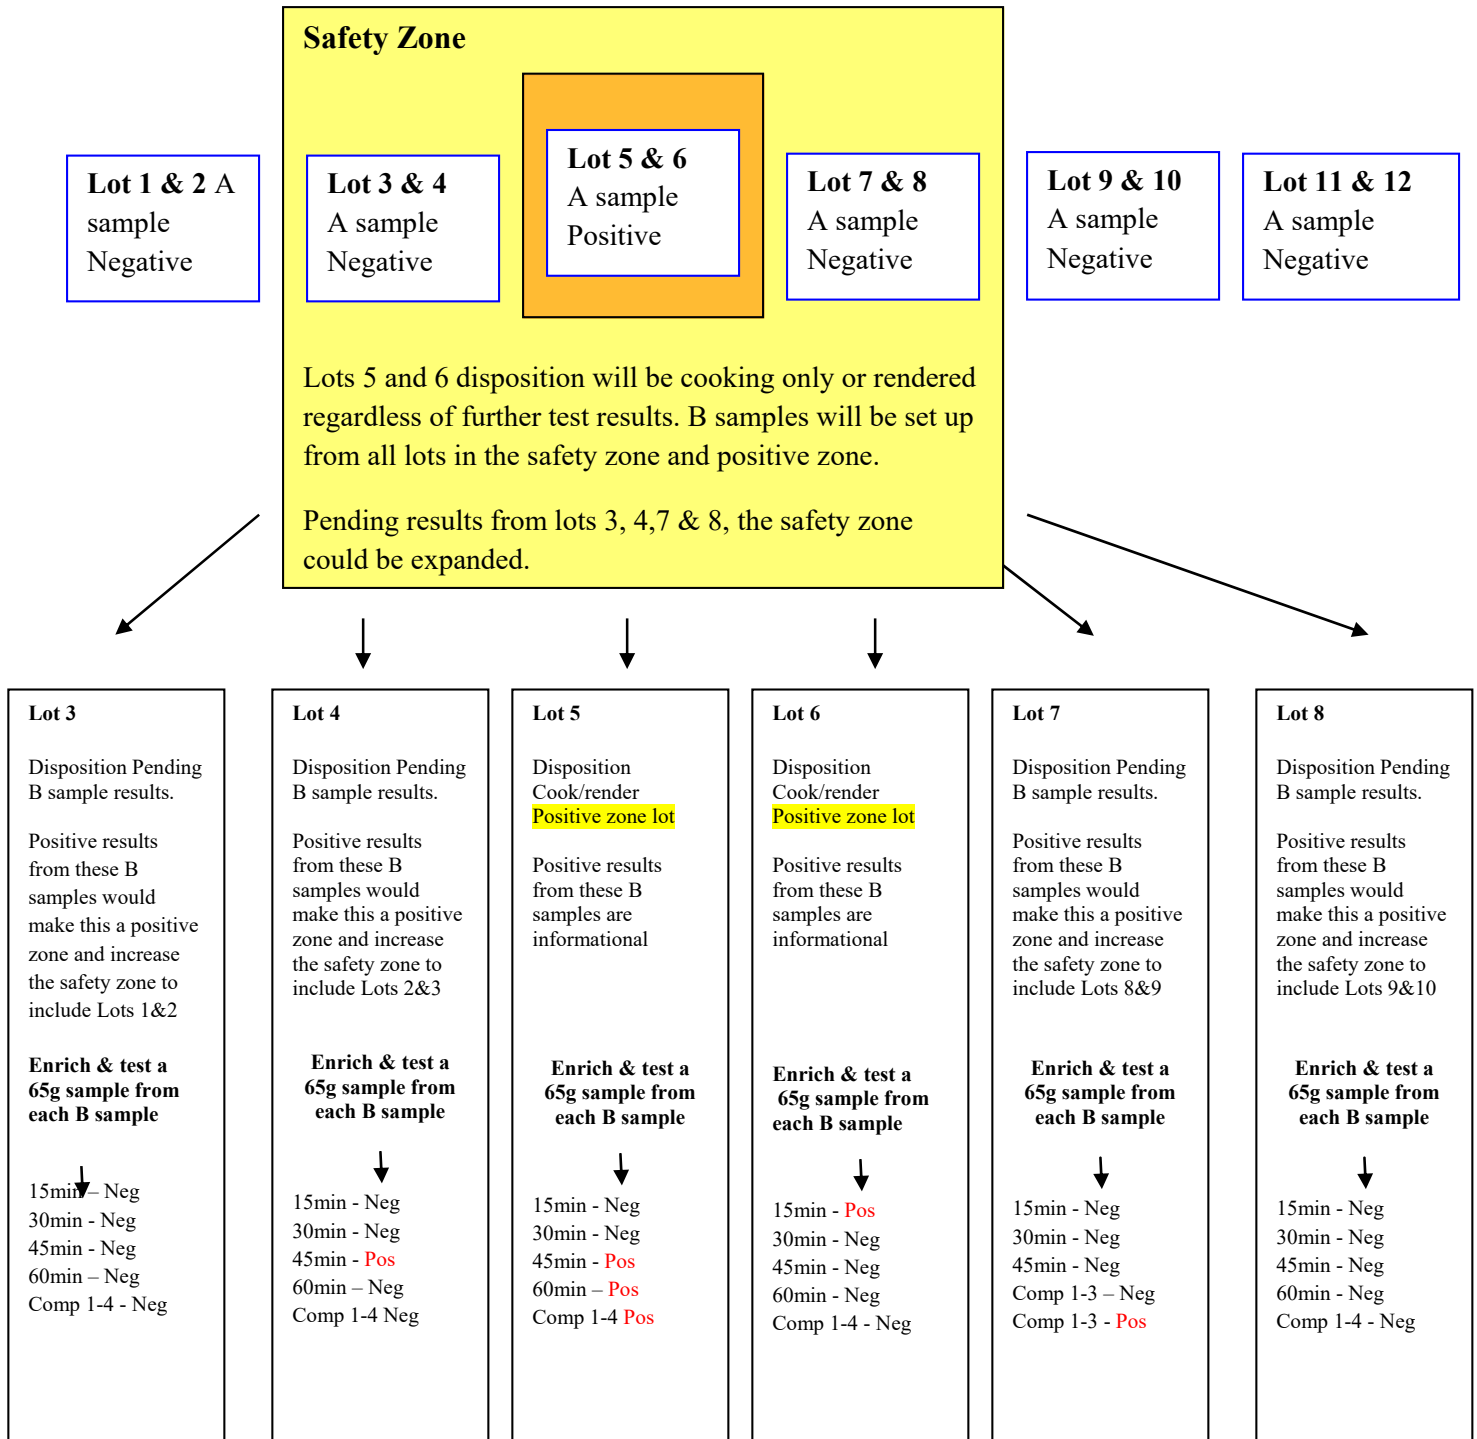 Safety Zone
Lot 1 & 2 A
sample
Negative
Lot 3 & 4
A sample
Negative
Lot 5 & 6
A sample
Positive
Lot 7 & 8
A sample
Negative
Lot 9 & 10
A sample
Negative
Lot 11 & 12
A sample
Negative
Lots 5 and 6 disposition will be cooking only or rendered
regardless of further test results. B samples will be set up
from all lots in the safety zone and positive zone.
Pending results from lots 3, 4,7 & 8, the safety zone
could be expanded.
Lot 3
Disposition Pending
B sample results.
Positive results
from these B
samples would
make this a positive
zone and increase
the safety zone to
include Lots 1&2
Enrich & test a
65g sample from
each B sample
15min – Neg
30min - Neg
45min - Neg
60min – Neg
Comp 1-4 - Neg
Lot 4
Disposition Pending
B sample results.
Positive results
from these B
samples would
make this a positive
zone and increase
the safety zone to
include Lots 2&3
Enrich & test a
65g sample from
each B sample
15min - Neg
30min - Neg
45min - Pos
60min – Neg
Comp 1-4 Neg
Lot 5
Disposition
Cook/render
Positive zone lot
Positive results
from these B
samples are
informational
Enrich & test a
65g sample from
each B sample
15min - Neg
30min - Neg
45min - Pos
60min – Pos
Comp 1-4 Pos
Lot 6
Disposition
Cook/render
Positive zone lot
Positive results
from these B
samples are
informational
Enrich & test a
65g sample from
each B sample
15min - Pos
30min - Neg
45min - Neg
60min - Neg
Comp 1-4 - Neg
Lot 7
Disposition Pending
B sample results.
Positive results
from these B
samples would
make this a positive
zone and increase
the safety zone to
include Lots 8&9
Enrich & test a
65g sample from
each B sample
15min - Neg
30min - Neg
45min - Neg
Comp 1-3 – Neg
Comp 1-3 - Pos
Lot 8
Disposition Pending
B sample results.
Positive results
from these B
samples would
make this a positive
zone and increase
the safety zone to
include Lots 9&10
Enrich & test a
65g sample from
each B sample
15min - Neg
30min - Neg
45min - Neg
60min - Neg
Comp 1-4 - Neg